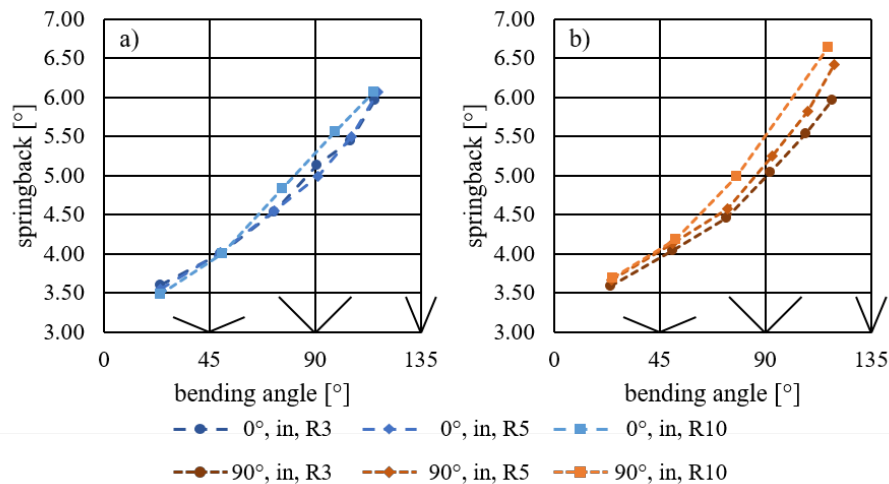 a)
7.00
6.50
6.00
5.50
5.00
4.50
4.00
3.50
3.00
springback [°]
0 45 90 135
bending angle [°]
b)
7.00
6.50
6.00
5.50
5.00
4.50
4.00
3.50
3.00
springback [°]
0 45 90 135
bending angle [°]
0°, in, R3 0°, in, R5 0°, in, R10
90°, in, R3 90°, in, R5 90°, in, R10